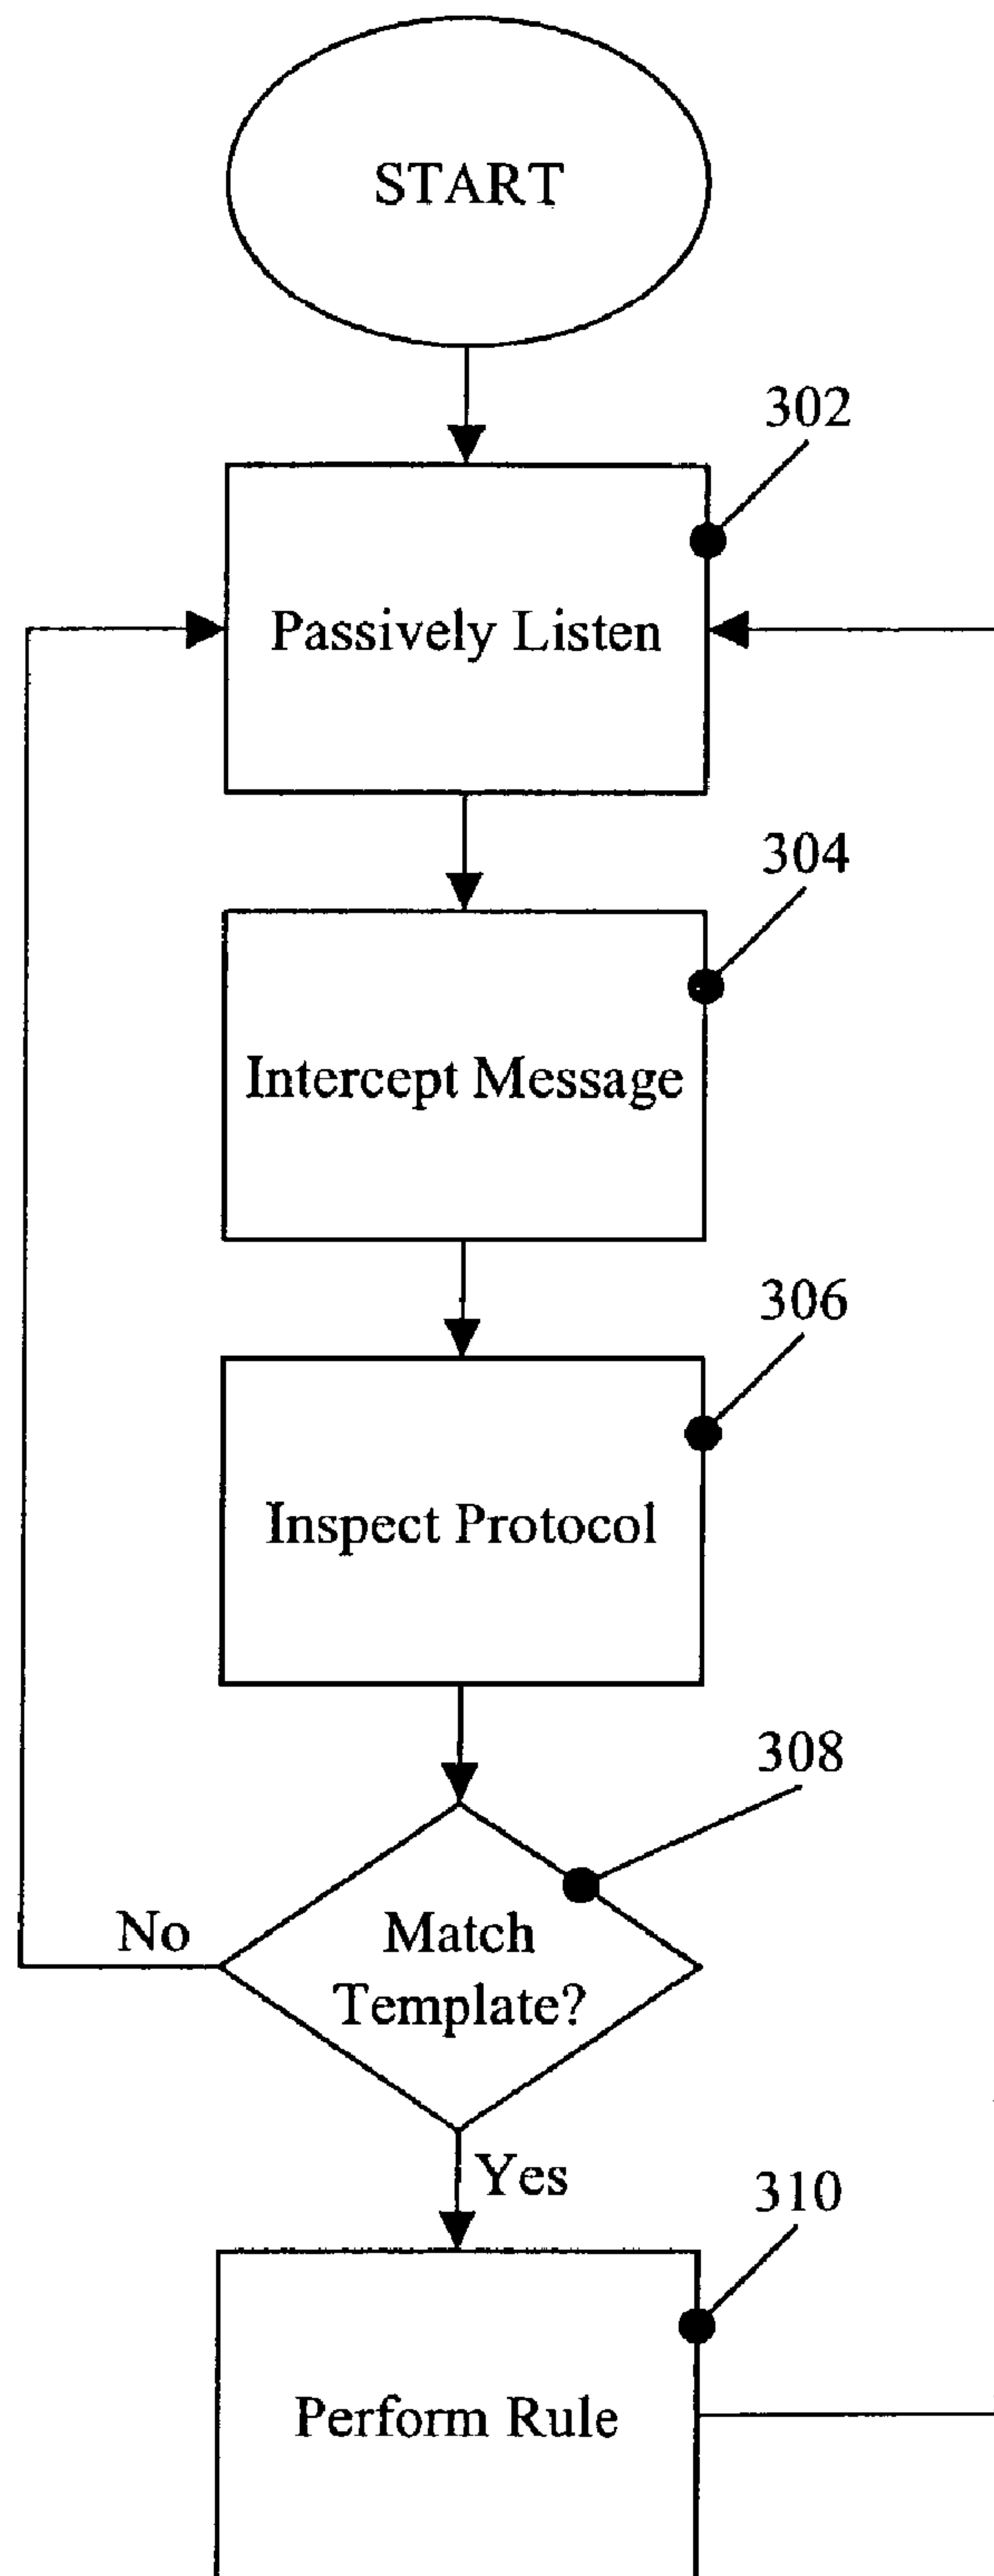 START
302
Passively Listen
304
Intercept Message
306
Inspect Protocol
308
No
Match
Template?
Yes
310
Perform Rule